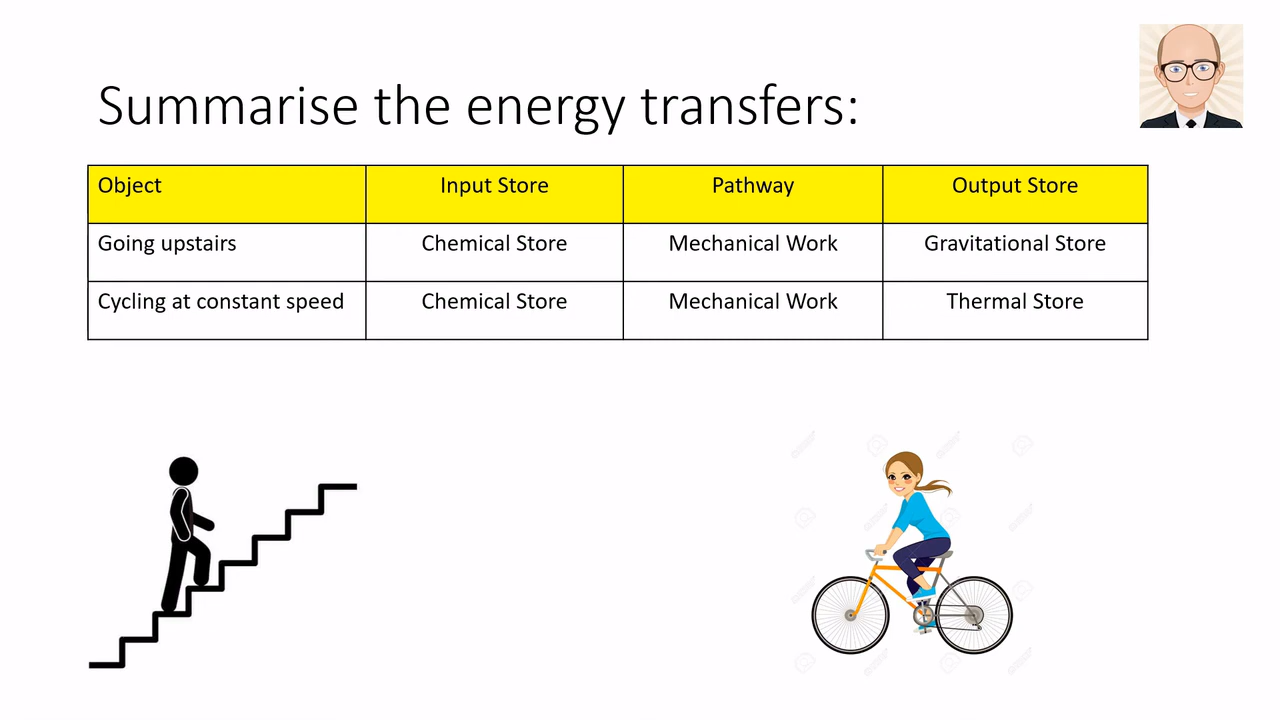 Summarise the energy transfers:
Object Input Store Pathway Output Store
Going upstairs Chemical Store Mechanical Work Gravitational Store
Cycling at constant speed Chemical Store Mechanical Work Thermal Store